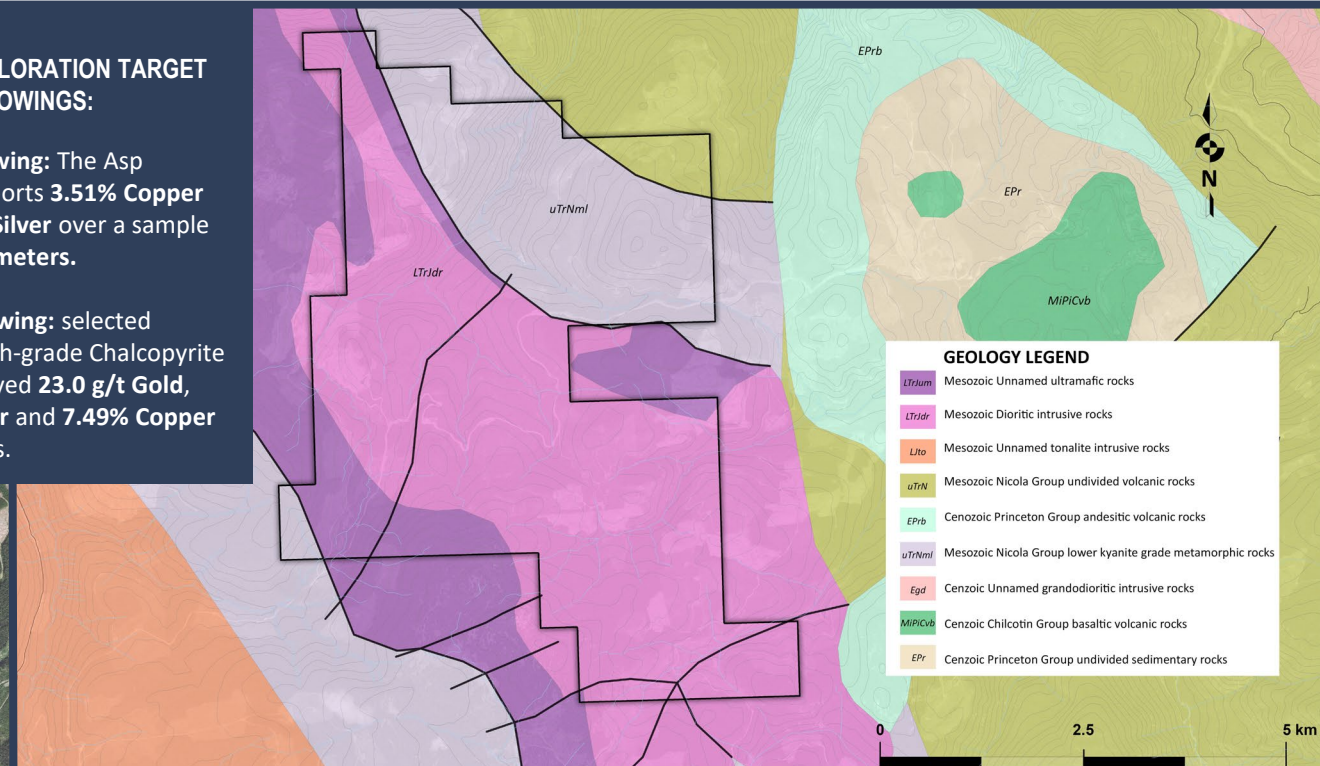 LORATION TARGET
OWINGS:
wing: The Asp
orts 3.51% Copper
Silver over a sample
meters.
wing: selected
h-grade Chalcopyrite
yed 23.0 g/t Gold,
r and 7.49% Copper
s.
EPrb
EPr
MiPiCvb
uTrNml
LTrJdr
N
GEOLOGY LEGEND
LTrJum Mesozoic Unnamed ultramafic rocks
LTrJdr Mesozoic Dioritic intrusive rocks
LJto Mesozoic Unnamed tonalite intrusive rocks
uTrN Mesozoic Nicola Group undivided volcanic rocks
EPrb Cenozoic Princeton Group andesitic volcanic rocks
uTrNml Mesozoic Nicola Group lower kyanite grade metamorphic rocks
Egd Cenzoic Unnamed grandodioritic intrusive rocks
MiPiCvb Cenzoic Chilcotin Group basaltic volcanic rocks
EPr Cenzoic Princeton Group undivided sedimentary rocks
0 2.5 5 km